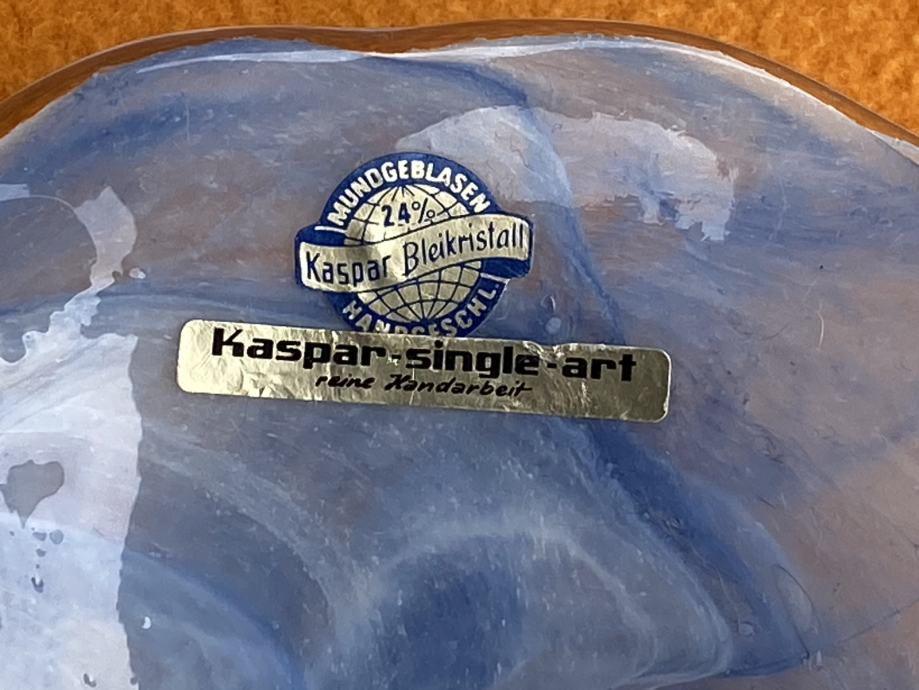 MUNDGEBLASEN
24%
Kaspar Bleikristall
HANDGESCHL.
Kaspar-single-art
reine Handarbeit